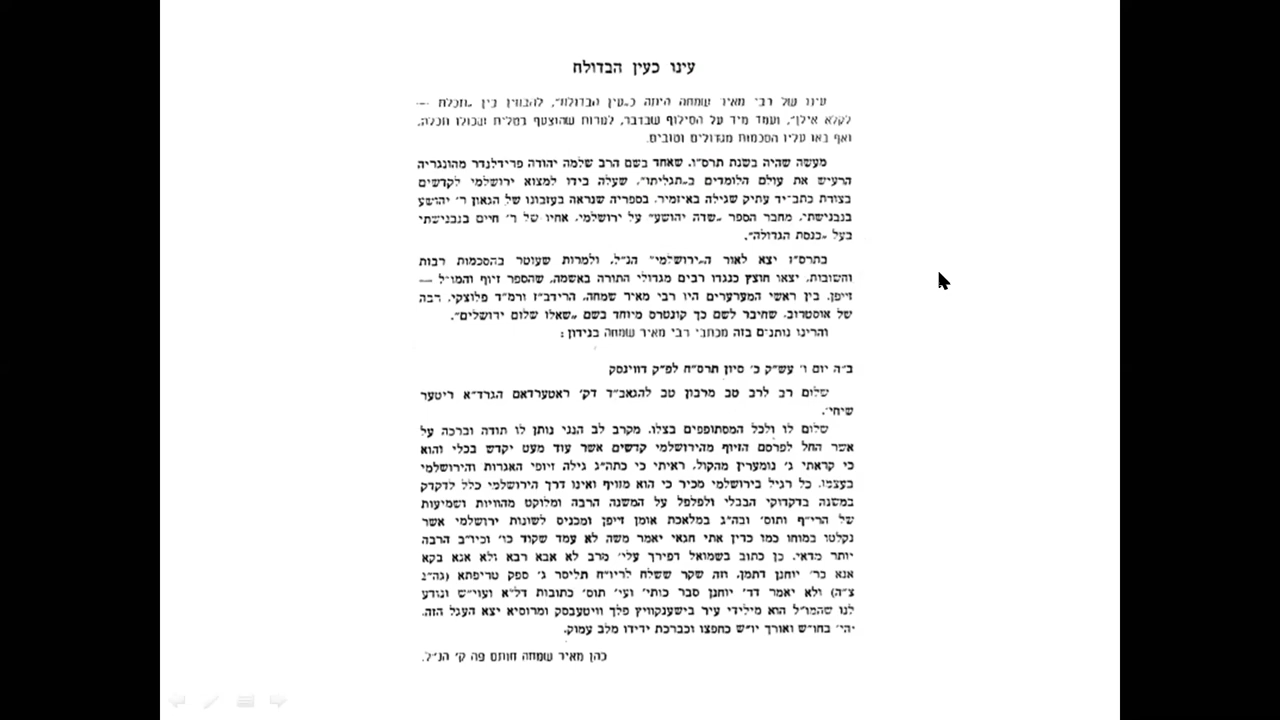 עינו כעין הבדולח
עינו של רבי מאיר שמחה היתה כ„עין הבדולח", להבחין בין „תכלת —
לקלא אילן", ועמד מיד על הסילוף שבדבר, למרות שהוצטף בטלית שכולו תכלה,
ואף באו עליו הסכמות מגדולים וטובים.
מעשה שהיה בשנת תרס"ו. שאחד בשם הרב שלמה יהודה פרידלנדר מהונגריה
הרעיש את עולם הלומדים ב„תגליתו", שעלה בידו למצוא ירושלמי לקדשים
בצורת כתב־יד עתיק שגילה באיזמיר. בספריה שנראה בעזבונו של הגאון ר' יהושע
בנבנישתי, מחבר הספר „שדה יהושע" על ירושלמי, אחיו של ר' חיים בנבנישתי
בעל „כנסת הגדולה".
בתרס"ו יצא לאור ה„ירושלמי" הנ"ל, ולמרות שעוטר בהסכמות רבות
וחשובות, יצאו חוצץ כנגדו רבים מגדולי התורה באשמה, שהספר זיוף והמו"ל —
זייפן. בין ראשי המערערים היו רבי מאיר שמחה, הרידב"ז ורמ"ד פלוצקי, רבה
של אוסטרוב, שחיבר לשם כך קונטרס מיוחד בשם „שאלו שלום ירושלים".
והרינו נותנים בזה מכתבי רבי מאיר שמחה בנידון :
ב"ה יום ו' עש"ק כ' סיון תרס"ח לפ"ק דווינסק
שלום רב לרב טב מרבון טב להגאב"ד דק' ראטערדאם הגרד"א ריטער
שיחי'.
שלום לו ולכל המסתופפים בצלו. מקרב לב הנני נותן לו תודה וברכה על
אשר החל לפרסם הזיוף מהירושלמי קדשים אשר עוד מעט יקדש בכלי והוא
כי קראתי ג' נומערין מהקול, ראיתי כי כתה"ג גילה זיופי האגרות והירושלמי
בעצמו. כל רגיל בירושלמי מכיר כי הוא מזויף ואינו דרך הירושלמי כלל לדקדק
במשנה בדקדוקי הבבלי ולפלפל על המשנה הרבה ומלוקט מהוויות ושמיעות
של הרי"ף ותוס' ובה"ג במלאכת אומן זייפן ומכניס לשונות ירושלמי אשר
נקלטו במוחו כמו כדין אתי חגאי יאמר משה לא עמד שקוד כו' וכיו"ב הרבה
יותר מדאי. כן כתוב בשמואל דפירך עלי' מרב לא אבא רבא ולא אנא בקא
אנא בר' יוחנן דתמן. וזה שקר ששלח לריו"ח תליסר ג' ספק טריפתא (גה"נ
צ"ה) ולא יאמר דר' יוחנן סבר כותי' ועי' תוס' כתובות דל"א ועוי"ש ונודע
לנו שהמו"ל הוא מילידי עיר בישענקוויץ פלך וויטעבסק ומרוסיא יצא העגל הזה.
יהי' בחו"ש ואורך יו"ש כחפצו וכברכת ידידו מלב עמוק.
כהן מאיר שמחה חותם פה ק' הנ"ל.